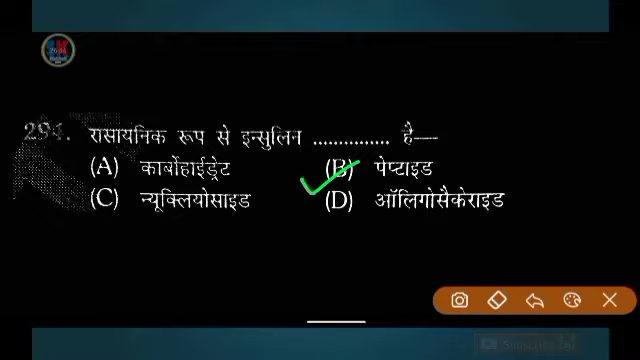 294. रासायनिक रूप से इन्सुलिन ............... है—
(A) कार्बोहाईड्रेट (B) पेप्टाइड
(C) न्यूक्लियोसाइड (D) ऑलिगोसैकेराइड